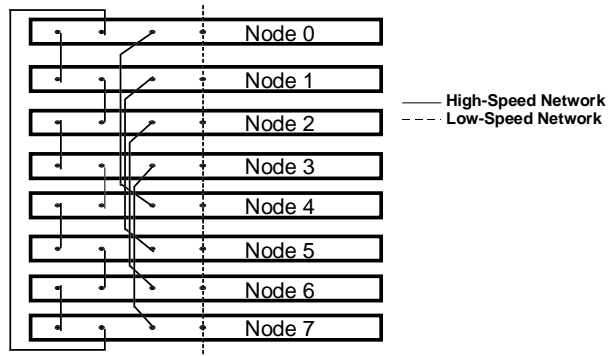 Node 0
Node 1
Node 2
Node 3
Node 4
Node 5
Node 6
Node 7
High-Speed Network
Low-Speed Network